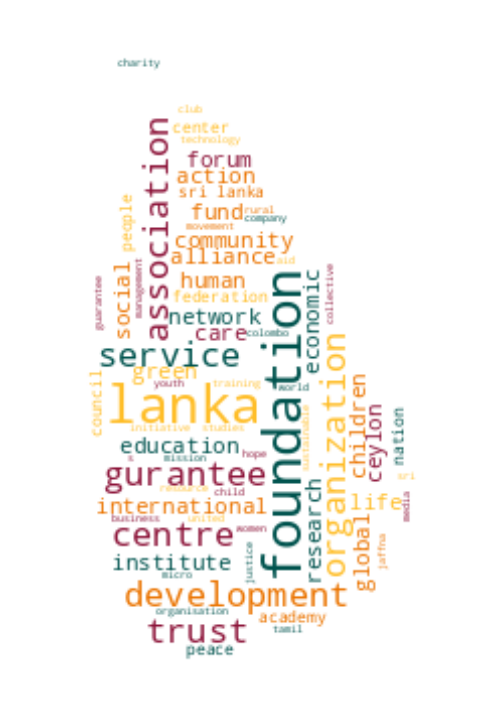 charity
club
center
technology
association
forum
action
sri lanka
people
fund
rural
company
movement
community
alliance
aid
social
management
guarantee
human
federation
foundation
economic
collective
network
care
colombo
service
green
council
youth
training
world
organization
lanka
children
ceylon
nation
initiative
studies
sustainable
education
mission
hope
s
gurantee
sri
resource
child
international
life
media
business
united
women
centre
research
global
jaffna
institute
justice
micro
development
organisation
academy
trust
tamil
peace